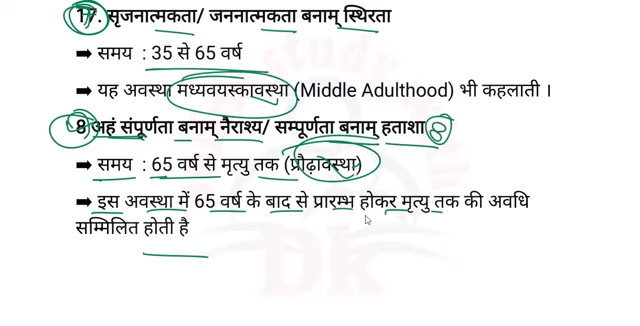 17. सृजनात्मकता/ जननात्मकता बनाम् स्थिरता
➡ समय : 35 से 65 वर्ष
➡ यह अवस्था मध्यवयस्कावस्था (Middle Adulthood) भी कहलाती ।
8 अहं संपूर्णता बनाम नैराश्य/ सम्पूर्णता बनाम् हताशा 8
➡ समय : 65 वर्ष से मृत्यु तक (प्रौढ़ावस्था)
➡ इस अवस्था में 65 वर्ष के बाद से प्रारम्भ होकर मृत्यु तक की अवधि
सम्मिलित होती है